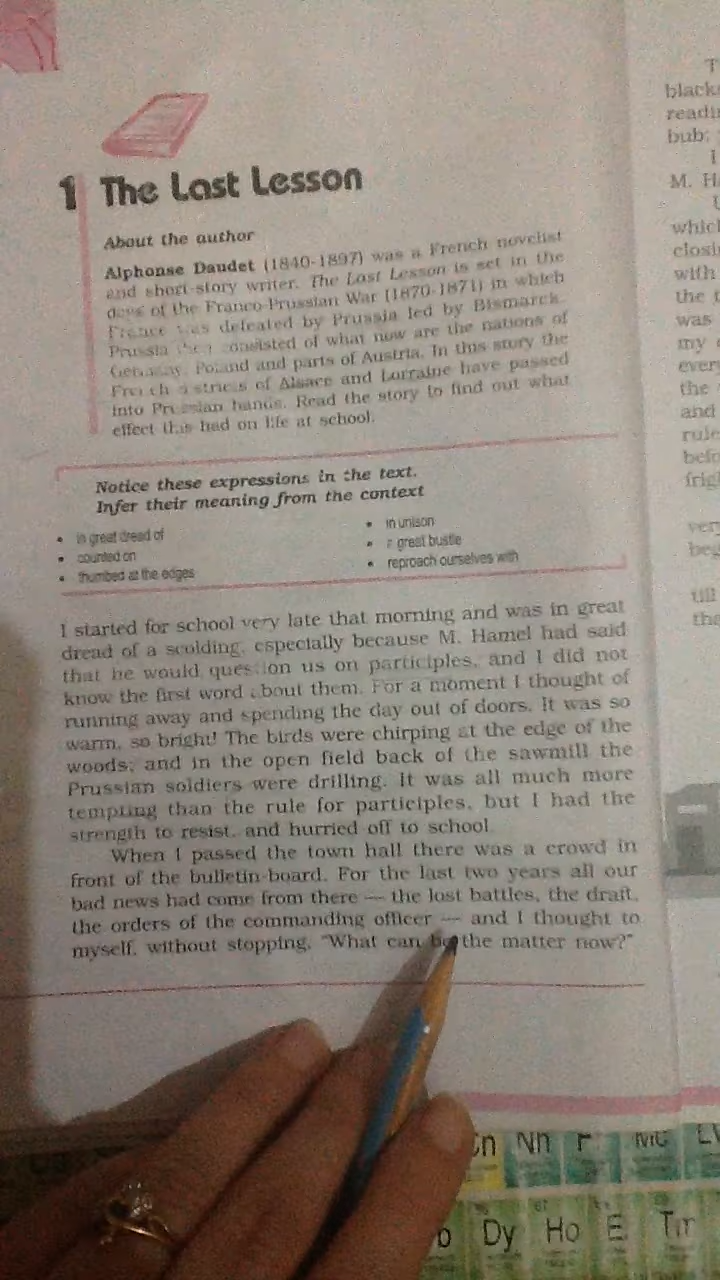 1 The Last Lesson
About the author
Alphonse Daudet (1840-1897) was a French novelist
and short-story writer. The Last Lesson is set in the
days of the Franco-Prussian War (1870-1871) in which
France was defeated by Prussia led by Bismarck.
Prussia then consisted of what now are the nations of
Germany, Poland and parts of Austria. In this story the
French districts of Alsace and Lorraine have passed
into Prussian hands. Read the story to find out what
effect this had on life at school.
Notice these expressions in the text.
Infer their meaning from the context
• in great dread of
• counted on
• thumbed at the edges
• in unison
• a great bustle
• reproach ourselves with
I started for school very late that morning and was in great
dread of a scolding, especially because M. Hamel had said
that he would question us on participles, and I did not
know the first word about them. For a moment I thought of
running away and spending the day out of doors. It was so
warm, so bright! The birds were chirping at the edge of the
woods; and in the open field back of the sawmill the
Prussian soldiers were drilling. It was all much more
tempting than the rule for participles, but I had the
strength to resist, and hurried off to school.
When I passed the town hall there was a crowd in
front of the bulletin-board. For the last two years all our
bad news had come from there — the lost battles, the draft,
the orders of the commanding officer — and I thought to
myself, without stopping, "What can be the matter now?"
T
black
readi
bub:
I
M. Ha
which
closi
with
the
was
my
every
the
and
rule
befo
frigh
very
beg
till
the
Cn Nh F Mc Lv
b Dy Ho E Tm